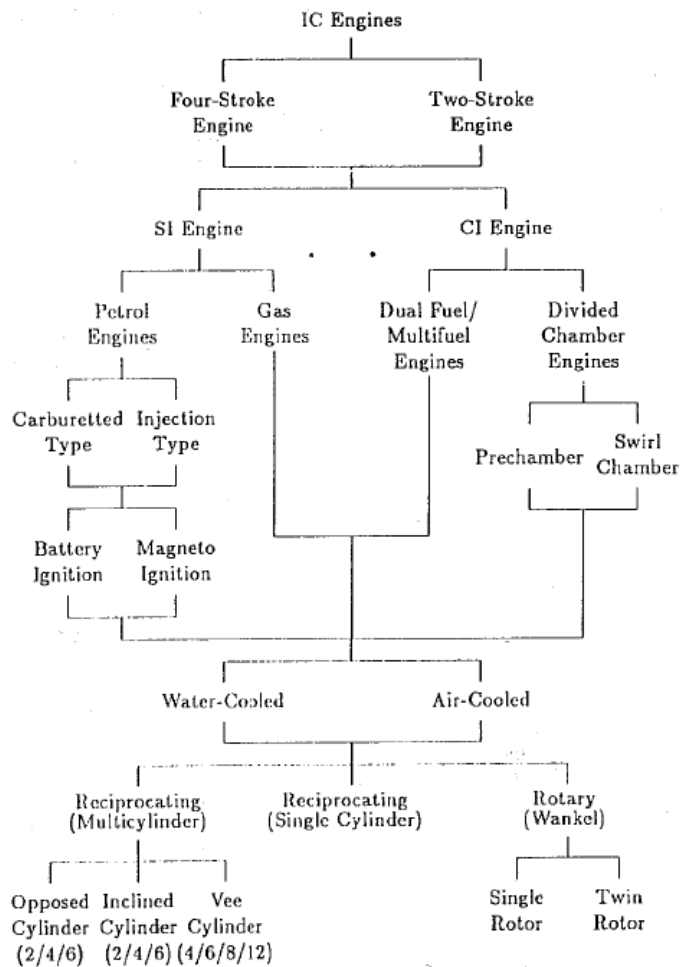 IC Engines
Four-Stroke
Engine
Two-Stroke
Engine
SI Engine
CI Engine
Petrol
Engines
Gas
Engines
Dual Fuel/
Multifuel
Engines
Divided
Chamber
Engines
Carburetted
Type
Injection
Type
Prechamber
Swirl
Chamber
Battery
Ignition
Magneto
Ignition
Water-Cooled
Air-Cooled
Reciprocating
(Multicylinder)
Reciprocating
(Single Cylinder)
Rotary
(Wankel)
Opposed
Cylinder
(2/4/6)
Inclined
Cylinder
(2/4/6)
Vee
Cylinder
(4/6/8/12)
Single
Rotor
Twin
Rotor